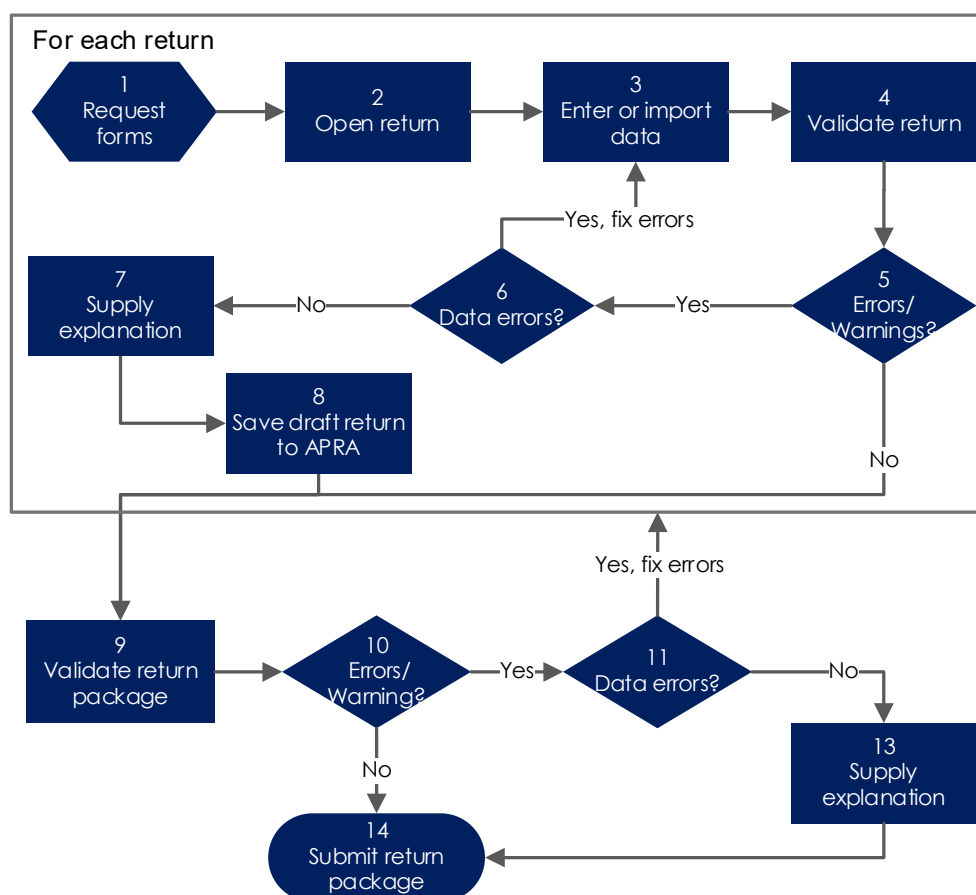 For each return
1
Request
forms
2
Open return
3
Enter or import
data
4
Validate return
Yes, fix errors
5
Errors/
Warnings?
Yes
6
Data errors?
No
7
Supply
explanation
8
Save draft return
to APRA
No
Yes, fix errors
9
Validate return
package
10
Errors/
Warning?
Yes
11
Data errors?
No
13
Supply
explanation
No
14
Submit return
package